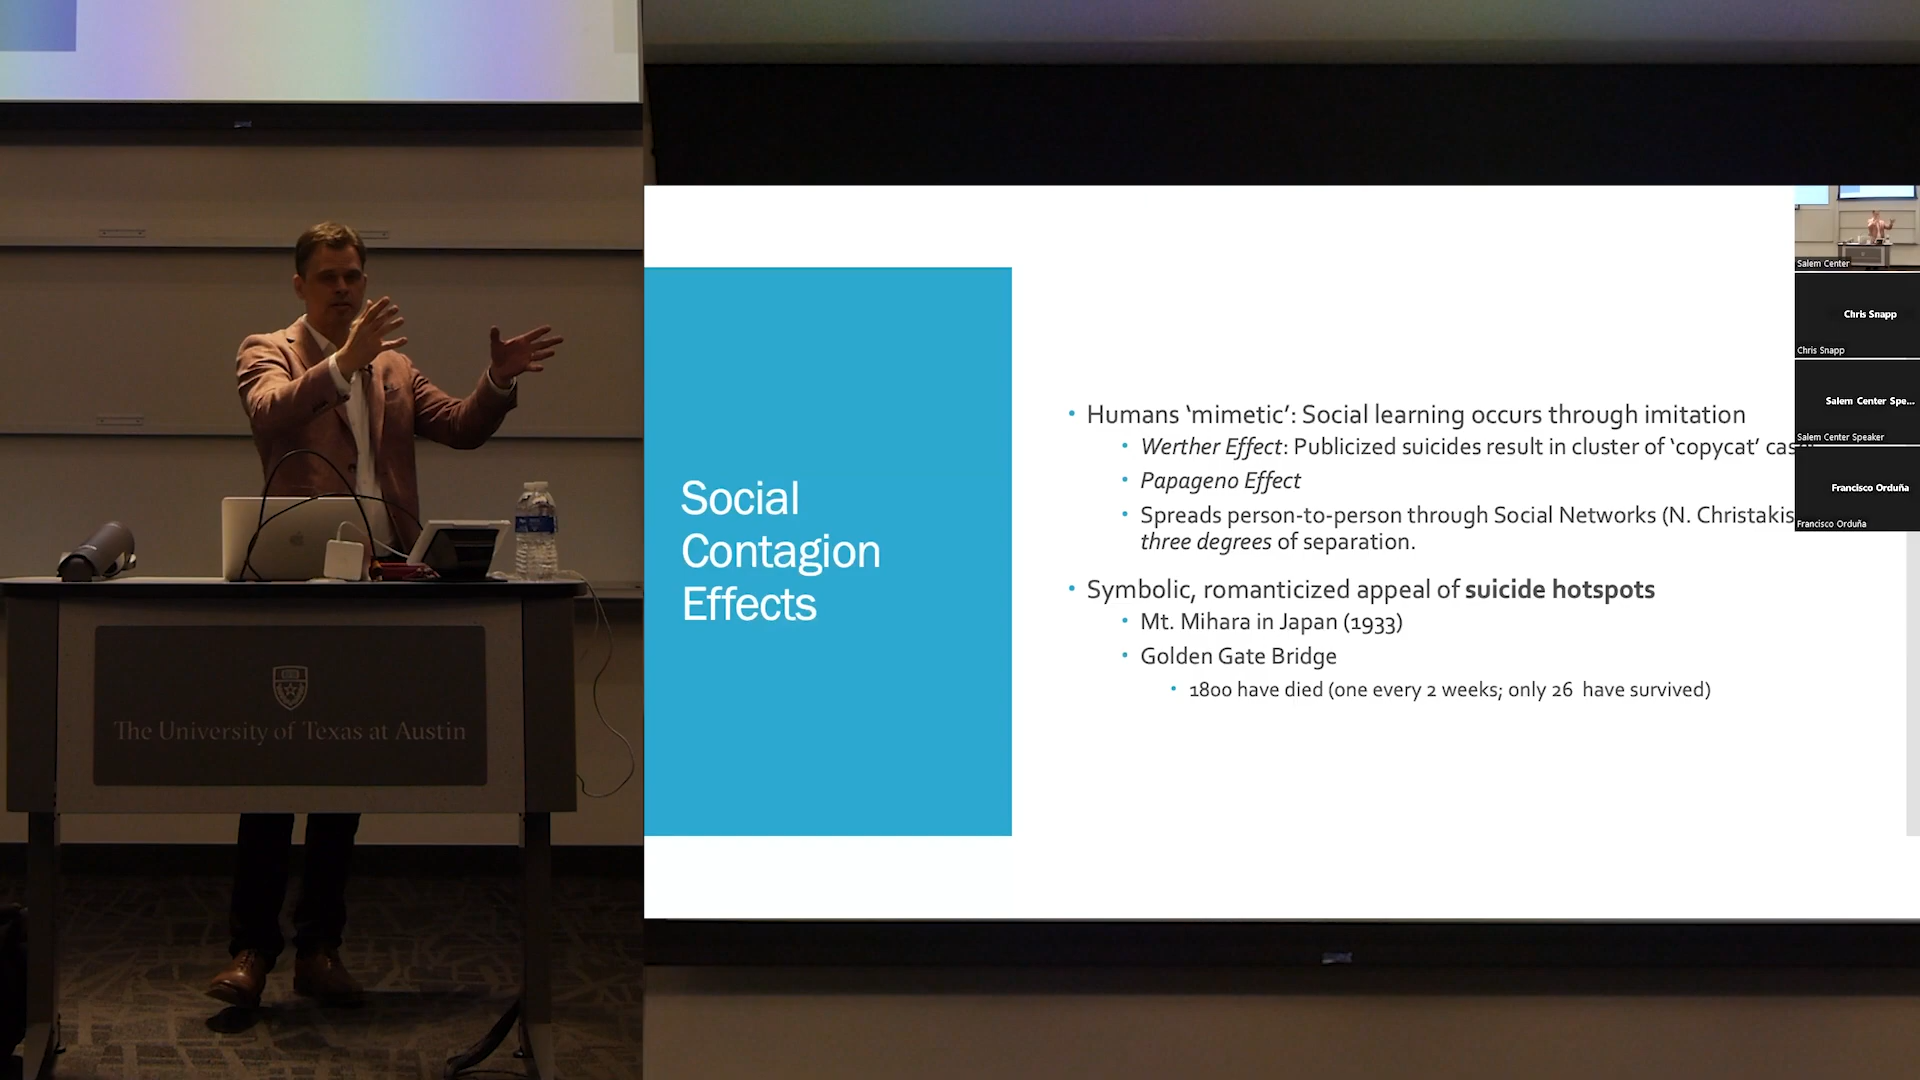 The University of Texas at Austin
Social
Contagion
Effects
• Humans ‘mimetic’: Social learning occurs through imitation
• Werther Effect: Publicized suicides result in cluster of ‘copycat’
• Papageno Effect
• Spreads person-to-person through Social Networks (N. Christakis
three degrees of separation.
• Symbolic, romanticized appeal of suicide hotspots
• Mt. Mihara in Japan (1933)
• Golden Gate Bridge
• 1800 have died (one every 2 weeks; only 26 have survived)
Salem Center
Chris Snapp
Chris Snapp
Salem Center Spe...
Salem Center Speaker
Francisco Orduña
Francisco Orduña